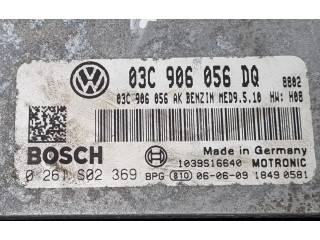 03C 906 056 DQ
8802
03C 906 056 AK BENZIN MED9.5.10 HW: H08
BOSCH
Made in Germany
1039S16640 MOTRONIC
0 261 S02 369 BPG 810 06-06-09 1849 0581